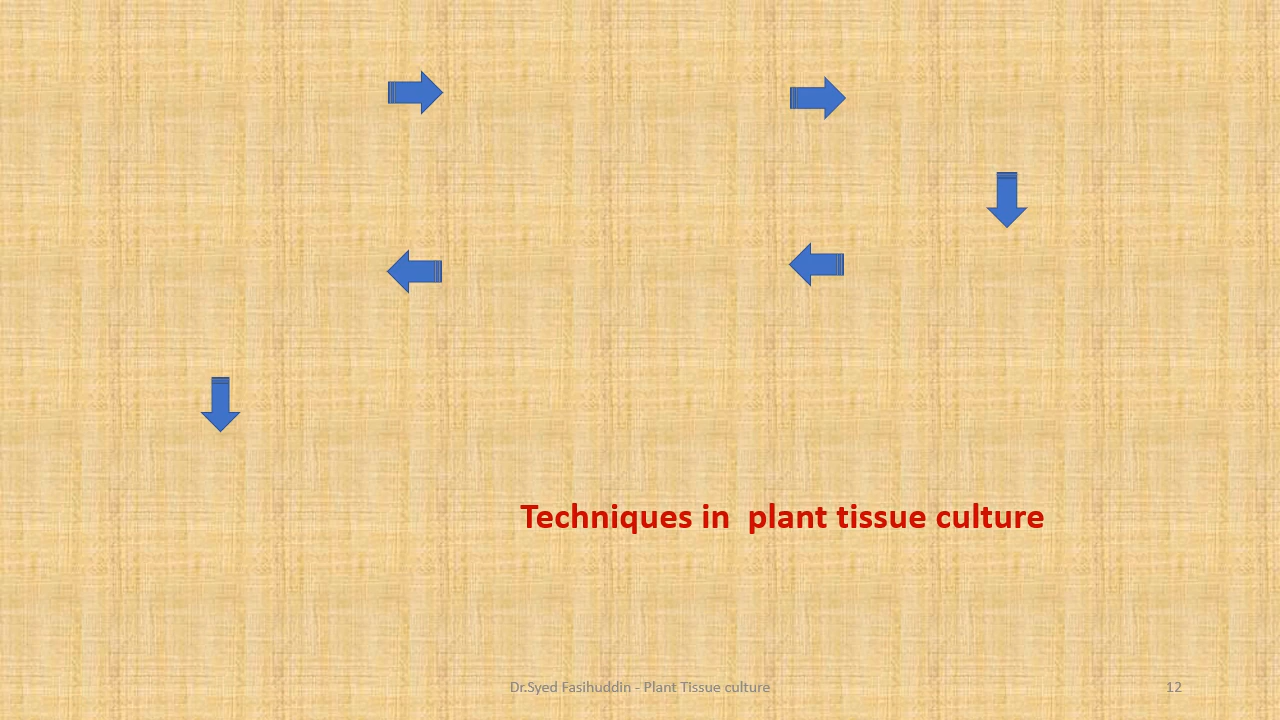 Techniques in  plant tissue culture
Dr.Syed Fasihuddin - Plant Tissue culture
12